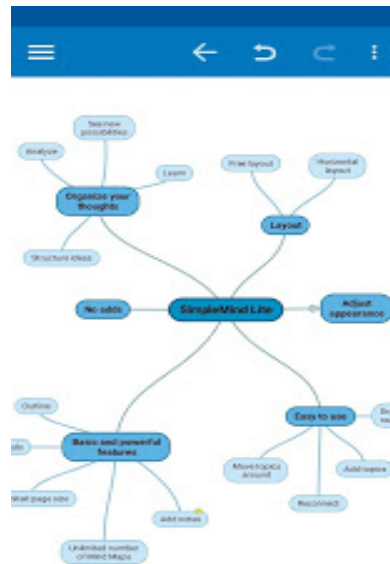 See new
possibilities
Analyze
Learn
Organize your
thoughts
Structure ideas
Free layout
Horizontal
layout
Layout
No adds
SimpleMind Lite
Adjust
appearance
Outline
Basic and powerful
features
page size
Add notes
Unlimited number
of Mind Maps
Easy to use
Move topics
around
Add topics
Reconnect